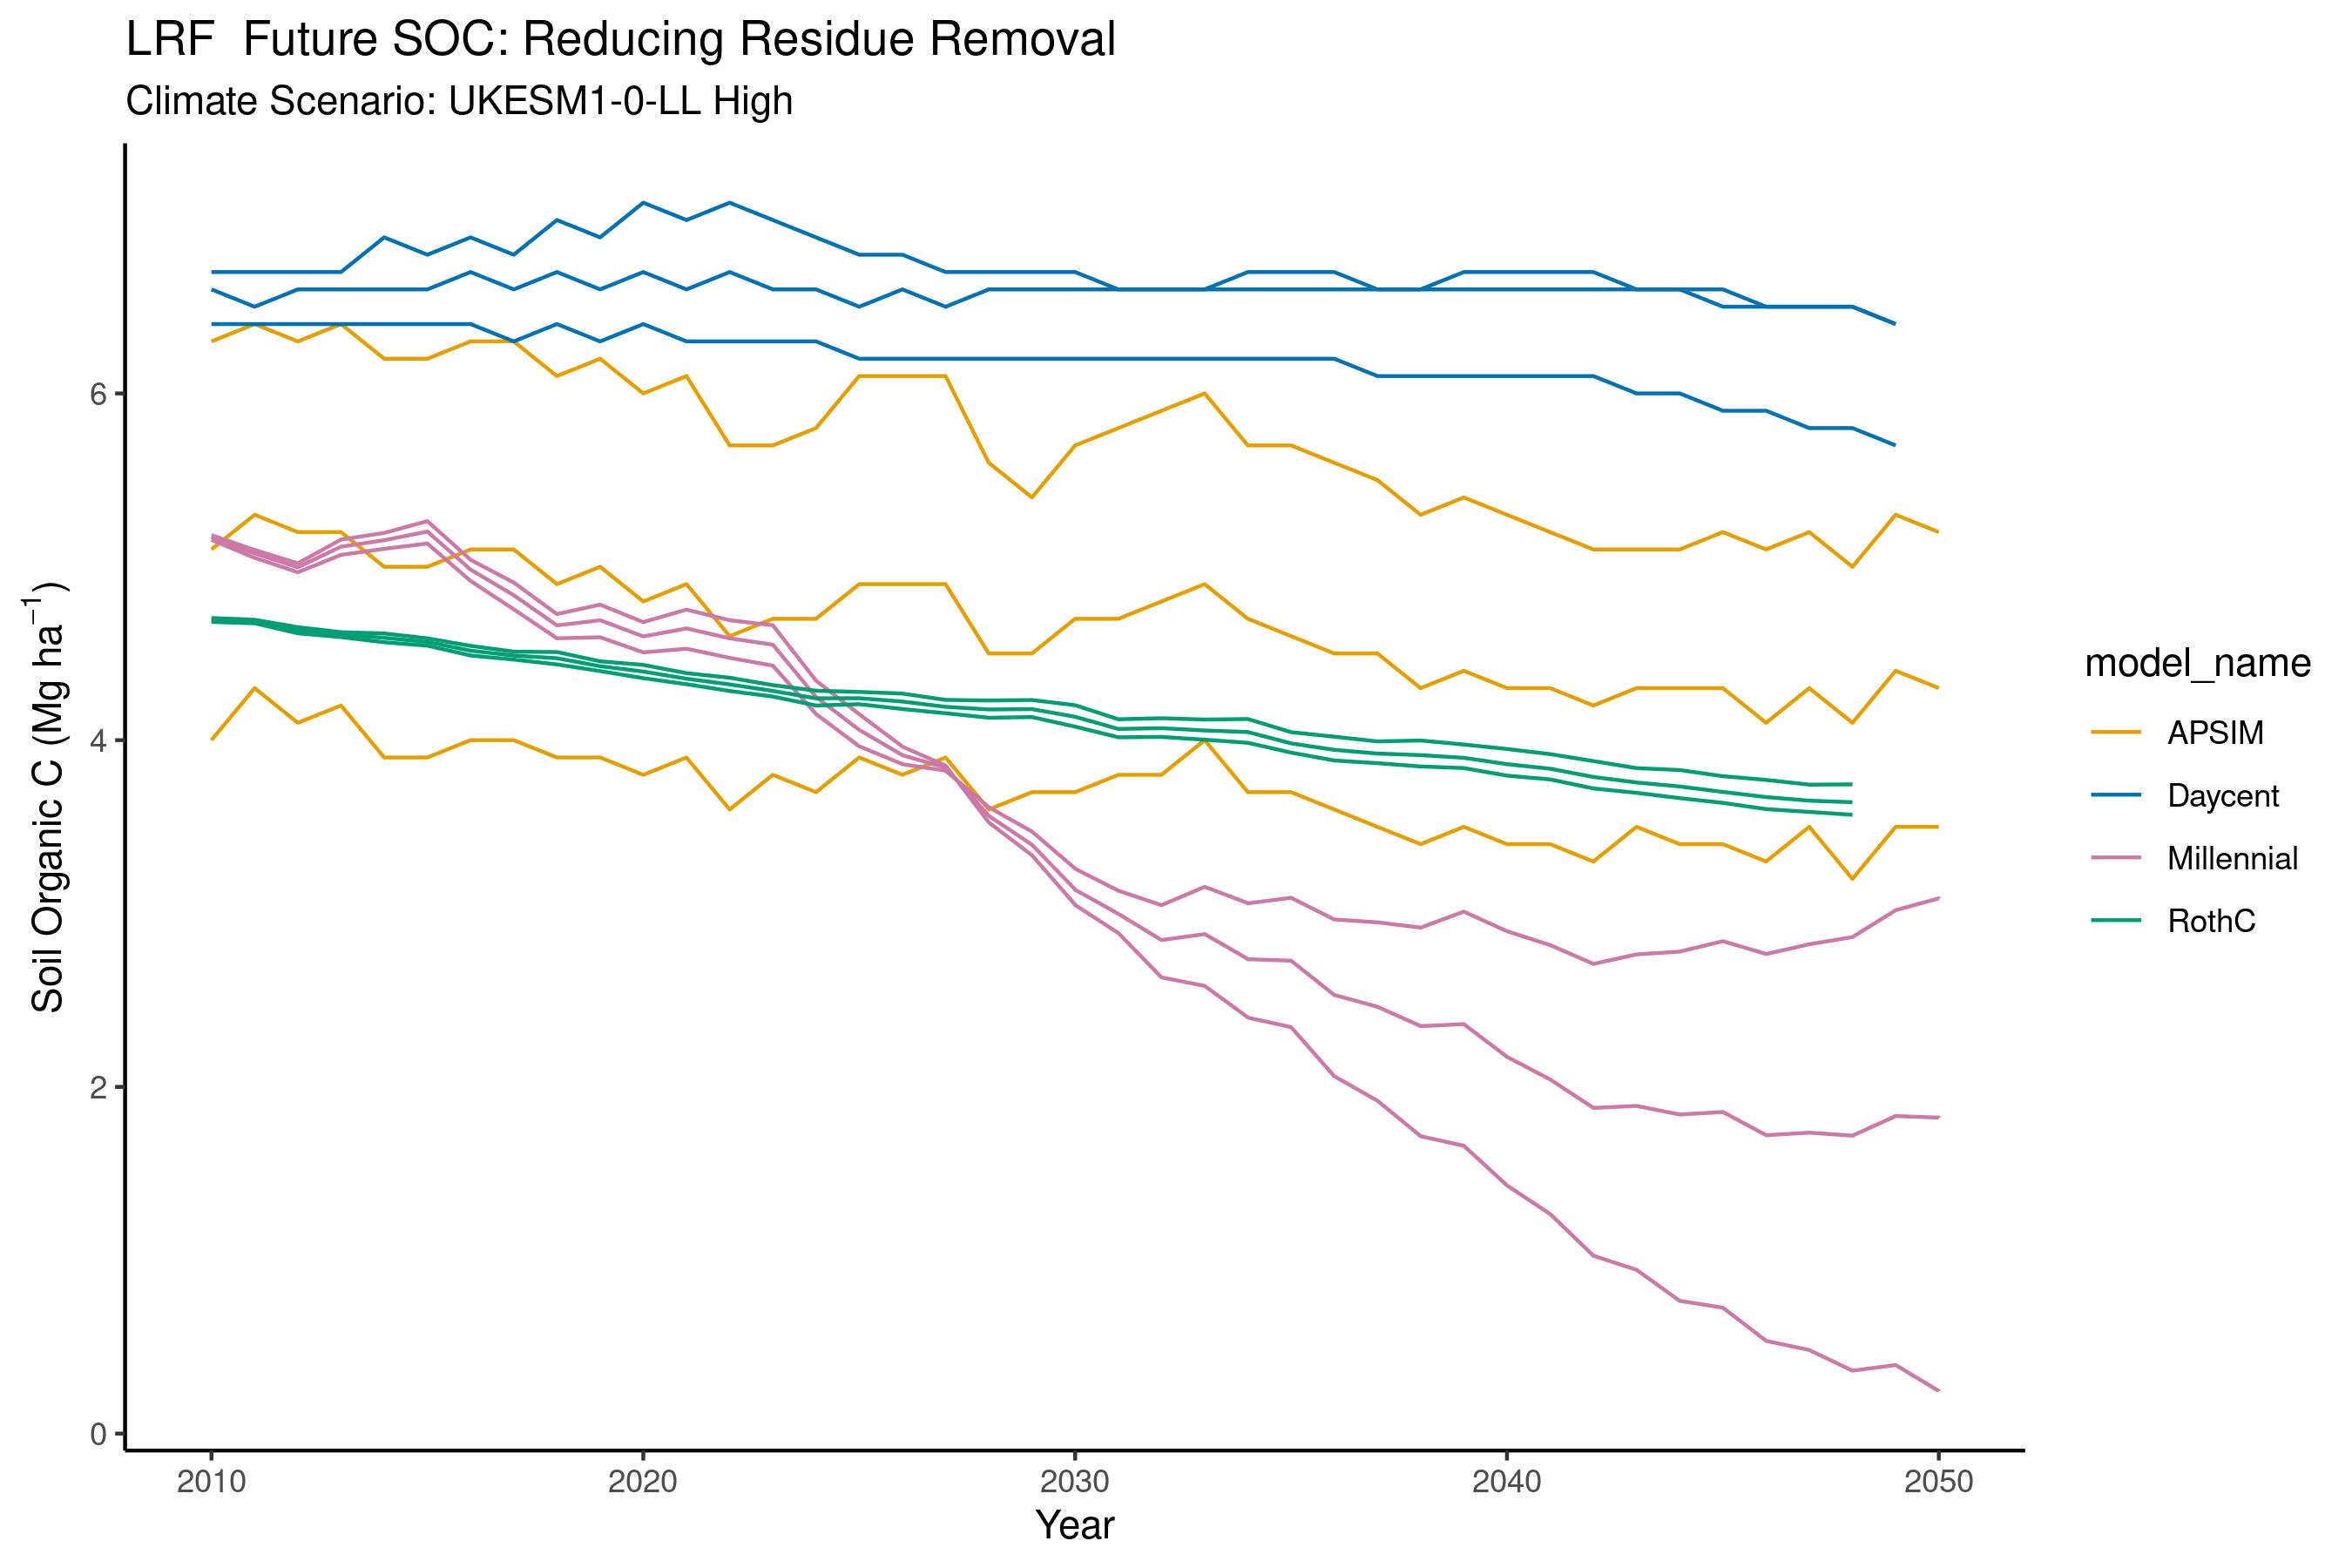 LRF  Future SOC: Reducing Residue Removal
Climate Scenario: UKESM1-0-LL High
Soil Organic C (Mg ha⁻¹)
6
4
2
0
2010
2020
2030
2040
2050
Year
model_name
APSIM
Daycent
Millennial
RothC